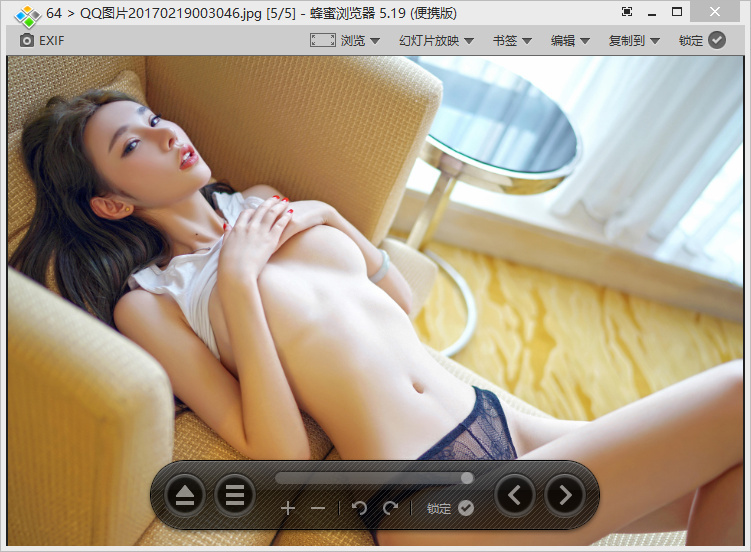 64 > QQ图片20170219003046.jpg [5/5] - 蜂蜜浏览器 5.19 (便携版)
EXIF 浏览 幻灯片放映 书签 编辑 复制到 锁定
锁定